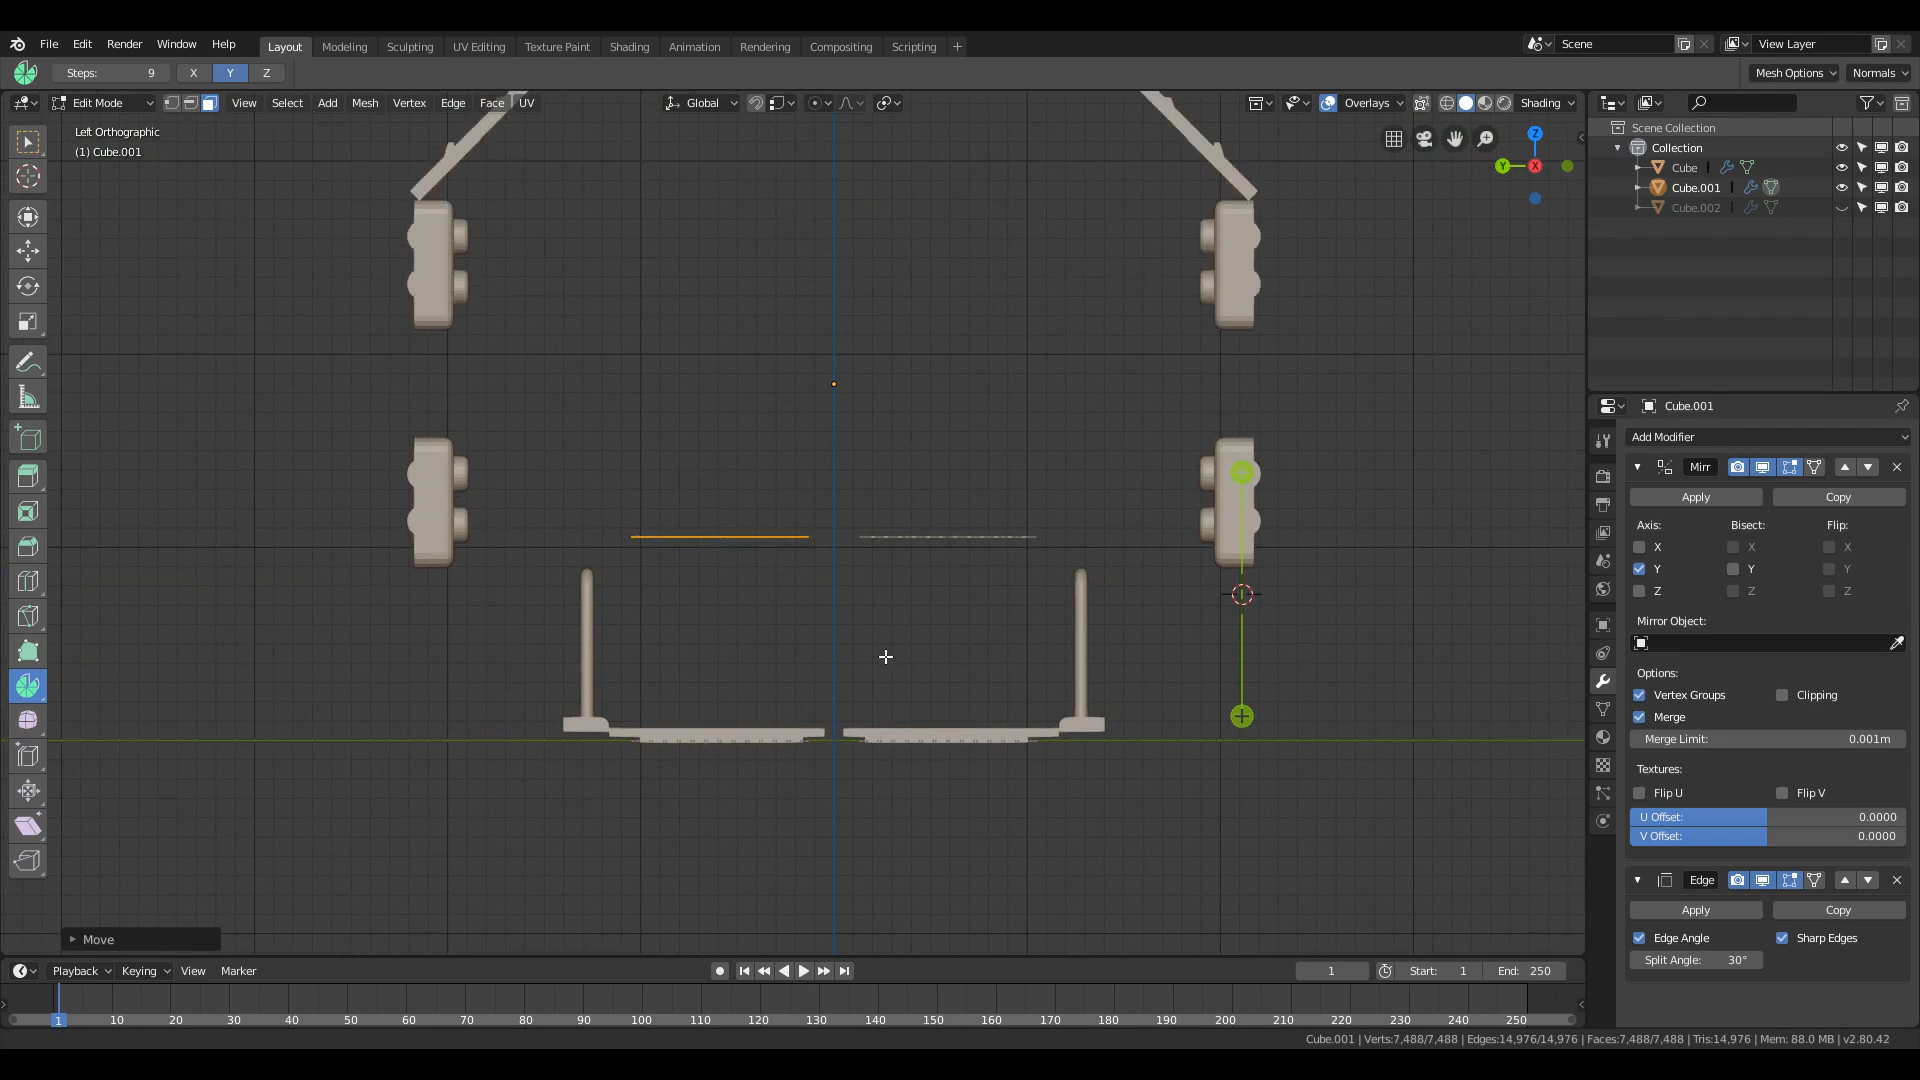 File Edit Render Window Help Layout Modeling Sculpting UV Editing Texture Paint Shading Animation Rendering Compositing Scripting + Scene View Layer
Steps: 9 X Y Z Mesh Options Normals
Edit Mode View Select Add Mesh Vertex Edge Face UV Global Overlays Shading
Left Orthographic
(1) Cube.001
Z
Y X
Scene Collection
Collection
Cube
Cube.001
Cube.002
Cube.001
Add Modifier
Mirr
Apply Copy
Axis: Bisect: Flip:
X X X
Y Y Y
Z Z Z
Mirror Object:
Options:
Vertex Groups Clipping
Merge
Merge Limit: 0.001m
Textures:
Flip U Flip V
U Offset: 0.0000
V Offset: 0.0000
Edge
Apply Copy
Edge Angle Sharp Edges
Split Angle: 30°
Move
Playback Keying View Marker 1 Start: 1 End: 250
1 10 20 30 40 50 60 70 80 90 100 110 120 130 140 150 160 170 180 190 200 210 220 230 240 250
Cube.001 | Verts:7,488/7,488 | Edges:14,976/14,976 | Faces:7,488/7,488 | Tris:14,976 | Mem: 88.0 MB | v2.80.42